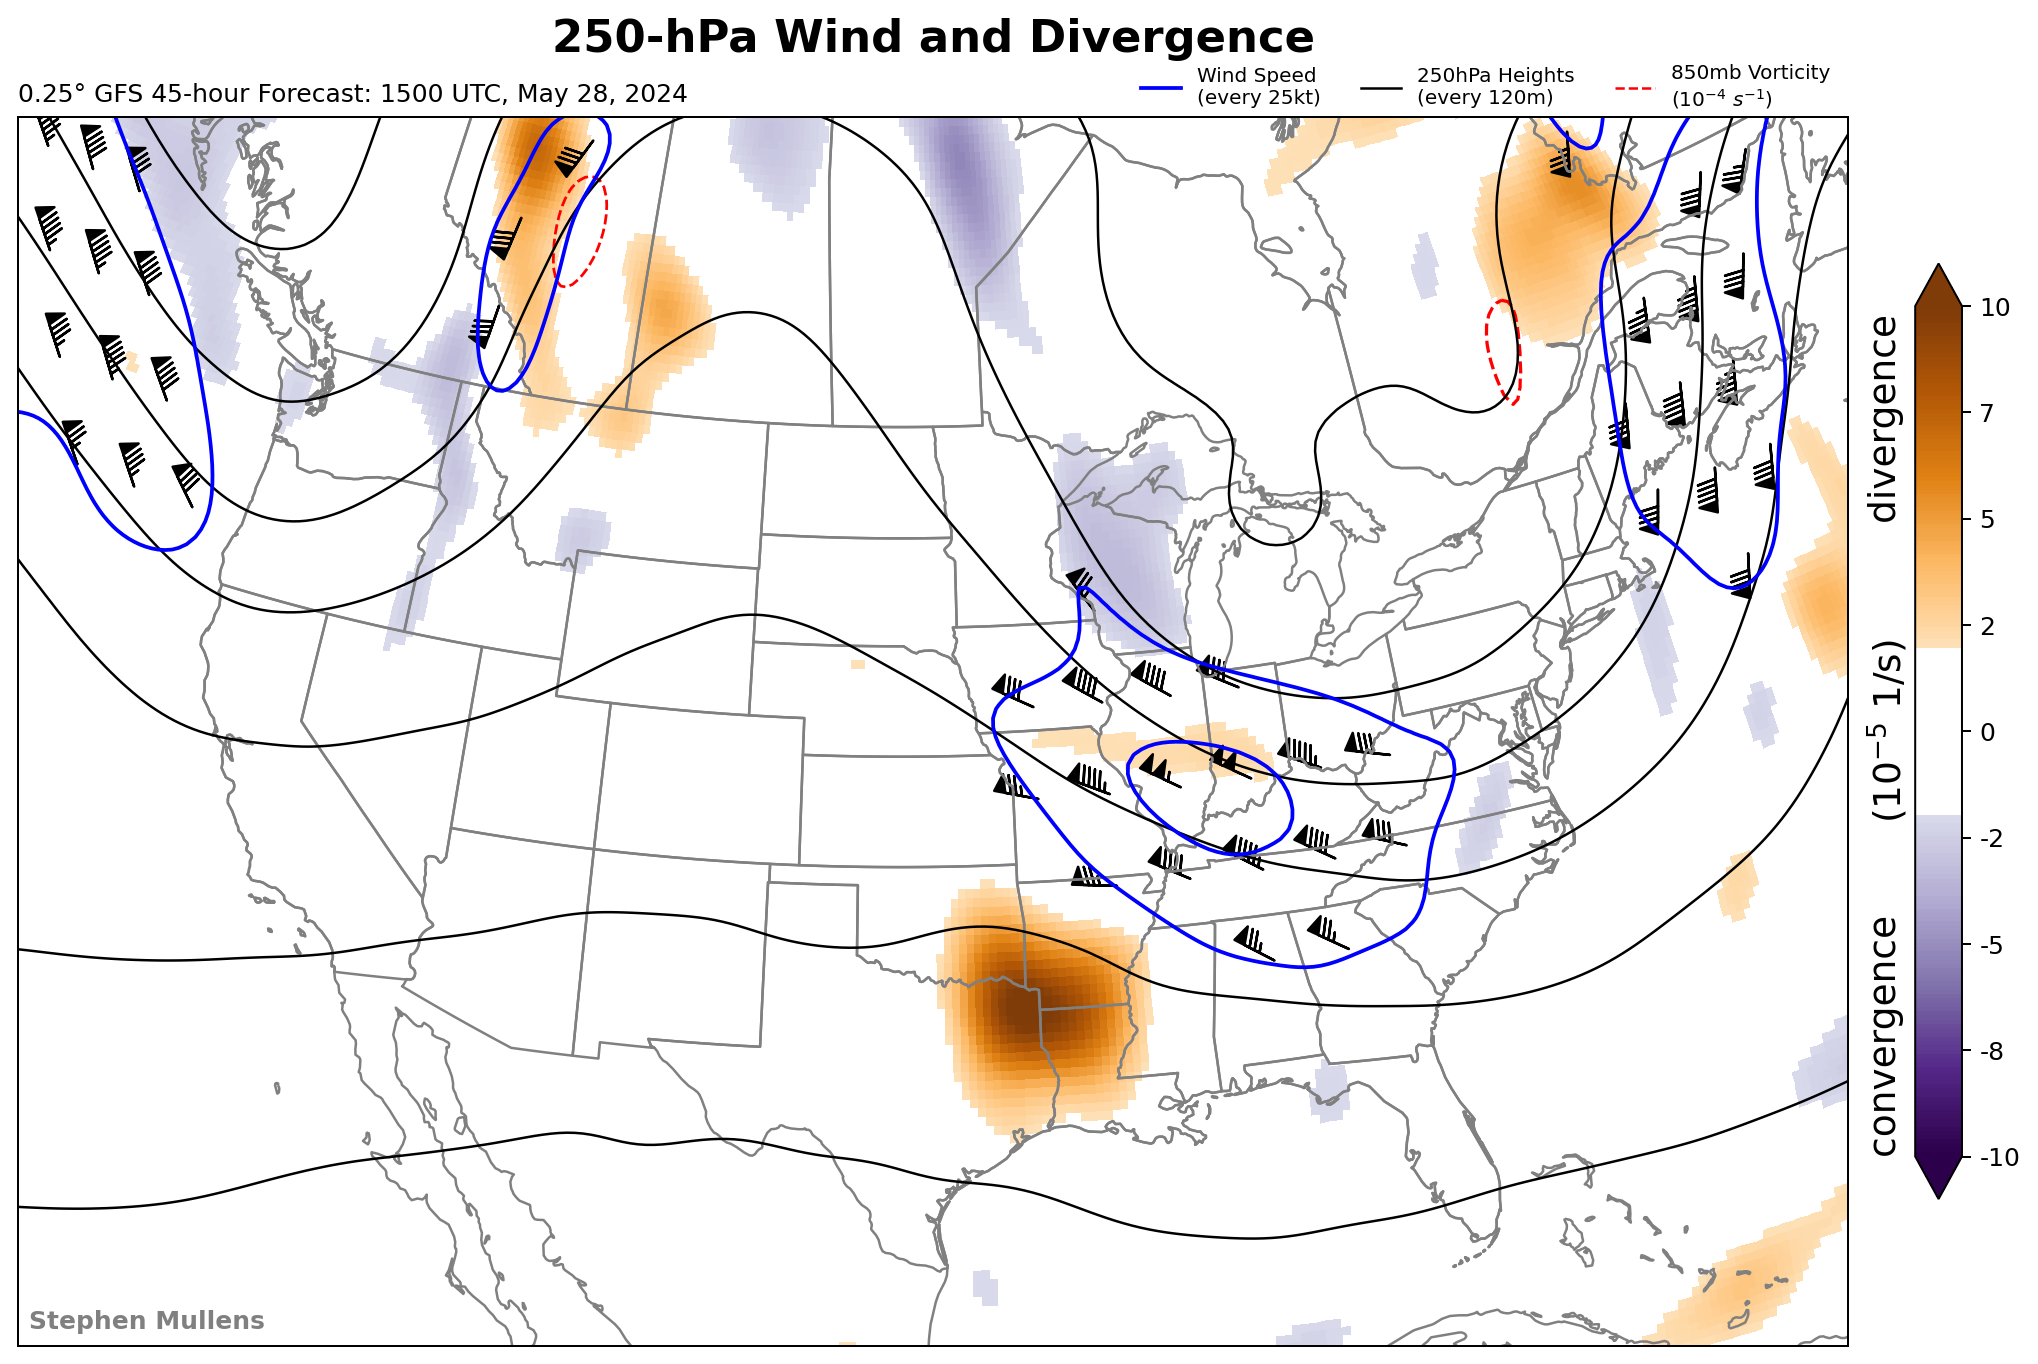 250-hPa Wind and Divergence
0.25° GFS 45-hour Forecast: 1500 UTC, May 28, 2024
Wind Speed
(every 25kt)
250hPa Heights
(every 120m)
850mb Vorticity
(10⁻⁴ s⁻¹)
10
7
5
2
0
-2
-5
-8
-10
convergence (10⁻⁵ 1/s) divergence
Stephen Mullens